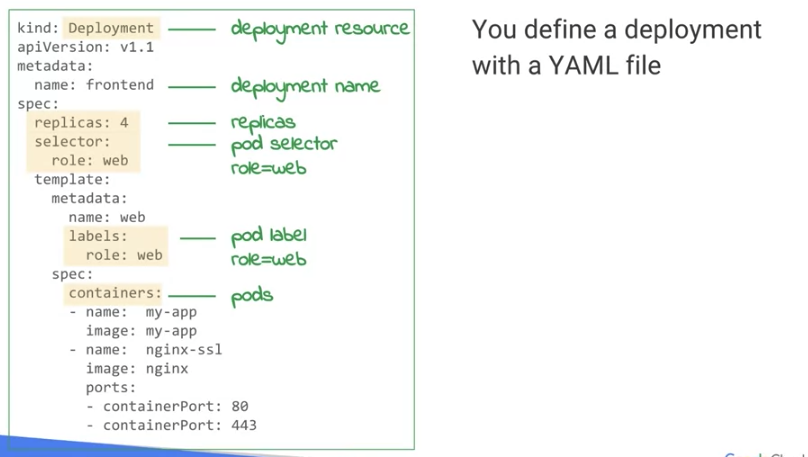 kind: Deployment
deployment resource
apiVersion: v1.1
metadata:
name: frontend
deployment name
spec:
replicas: 4
replicas
selector:
pod selector
role: web
role=web
template:
metadata:
name: web
labels:
pod label
role: web
role=web
spec:
containers:
pods
- name: my-app
image: my-app
- name: nginx-ssl
image: nginx
ports:
- containerPort: 80
- containerPort: 443
You define a deployment
with a YAML file